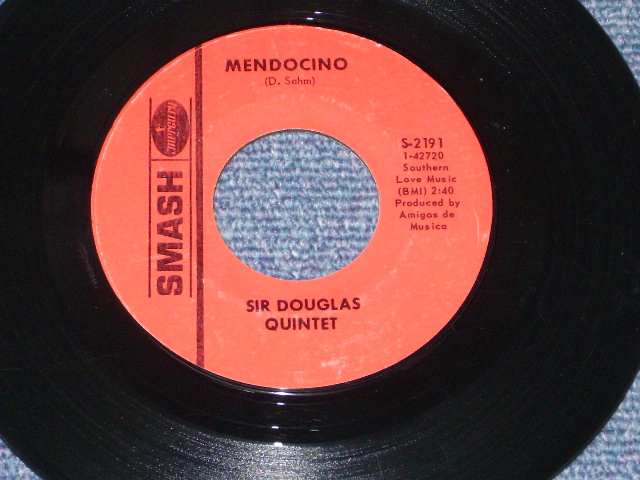 MENDOCINO
(D. Sahm)
mercury
SMASH
S-2191
1-42720
Southern
Love Music
(BMI) 2:40
Produced by
Amigos de
Musica
SIR DOUGLAS
QUINTET